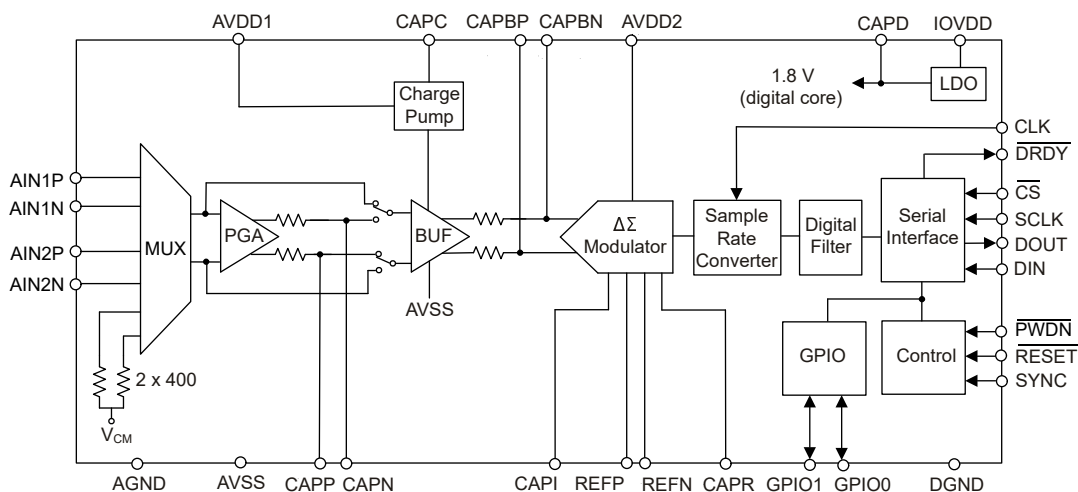 AVDD1
CAPC
CAPBP
CAPBN
AVDD2
CAPD
IOVDD
Charge
Pump
1.8 V
(digital core)
LDO
CLK
DRDY
CS
SCLK
DOUT
DIN
PWDN
RESET
SYNC
AIN1P
AIN1N
AIN2P
AIN2N
MUX
PGA
BUF
AVSS
ΔΣ
Modulator
Sample
Rate
Converter
Digital
Filter
Serial
Interface
GPIO
Control
2 x 400
VCM
AGND
AVSS
CAPP
CAPN
CAPI
REFP
REFN
CAPR
GPIO1
GPIO0
DGND